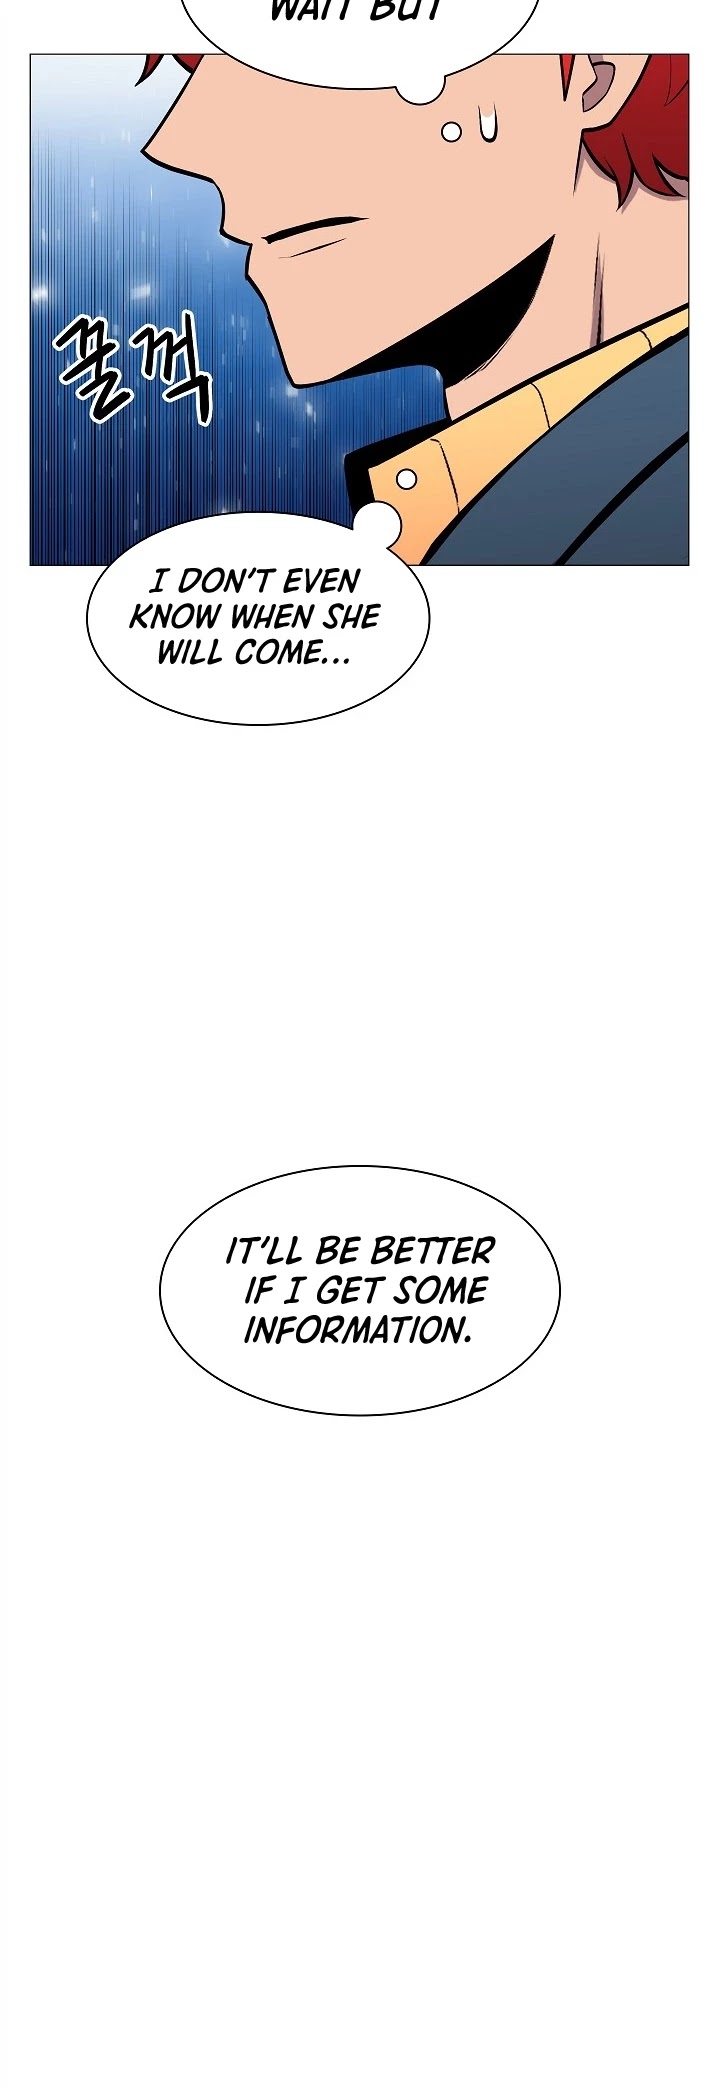 WAIT BUT
꿀꺽
I DON'T EVEN
KNOW WHEN SHE
WILL COME...
IT'LL BE BETTER
IF I GET SOME
INFORMATION.